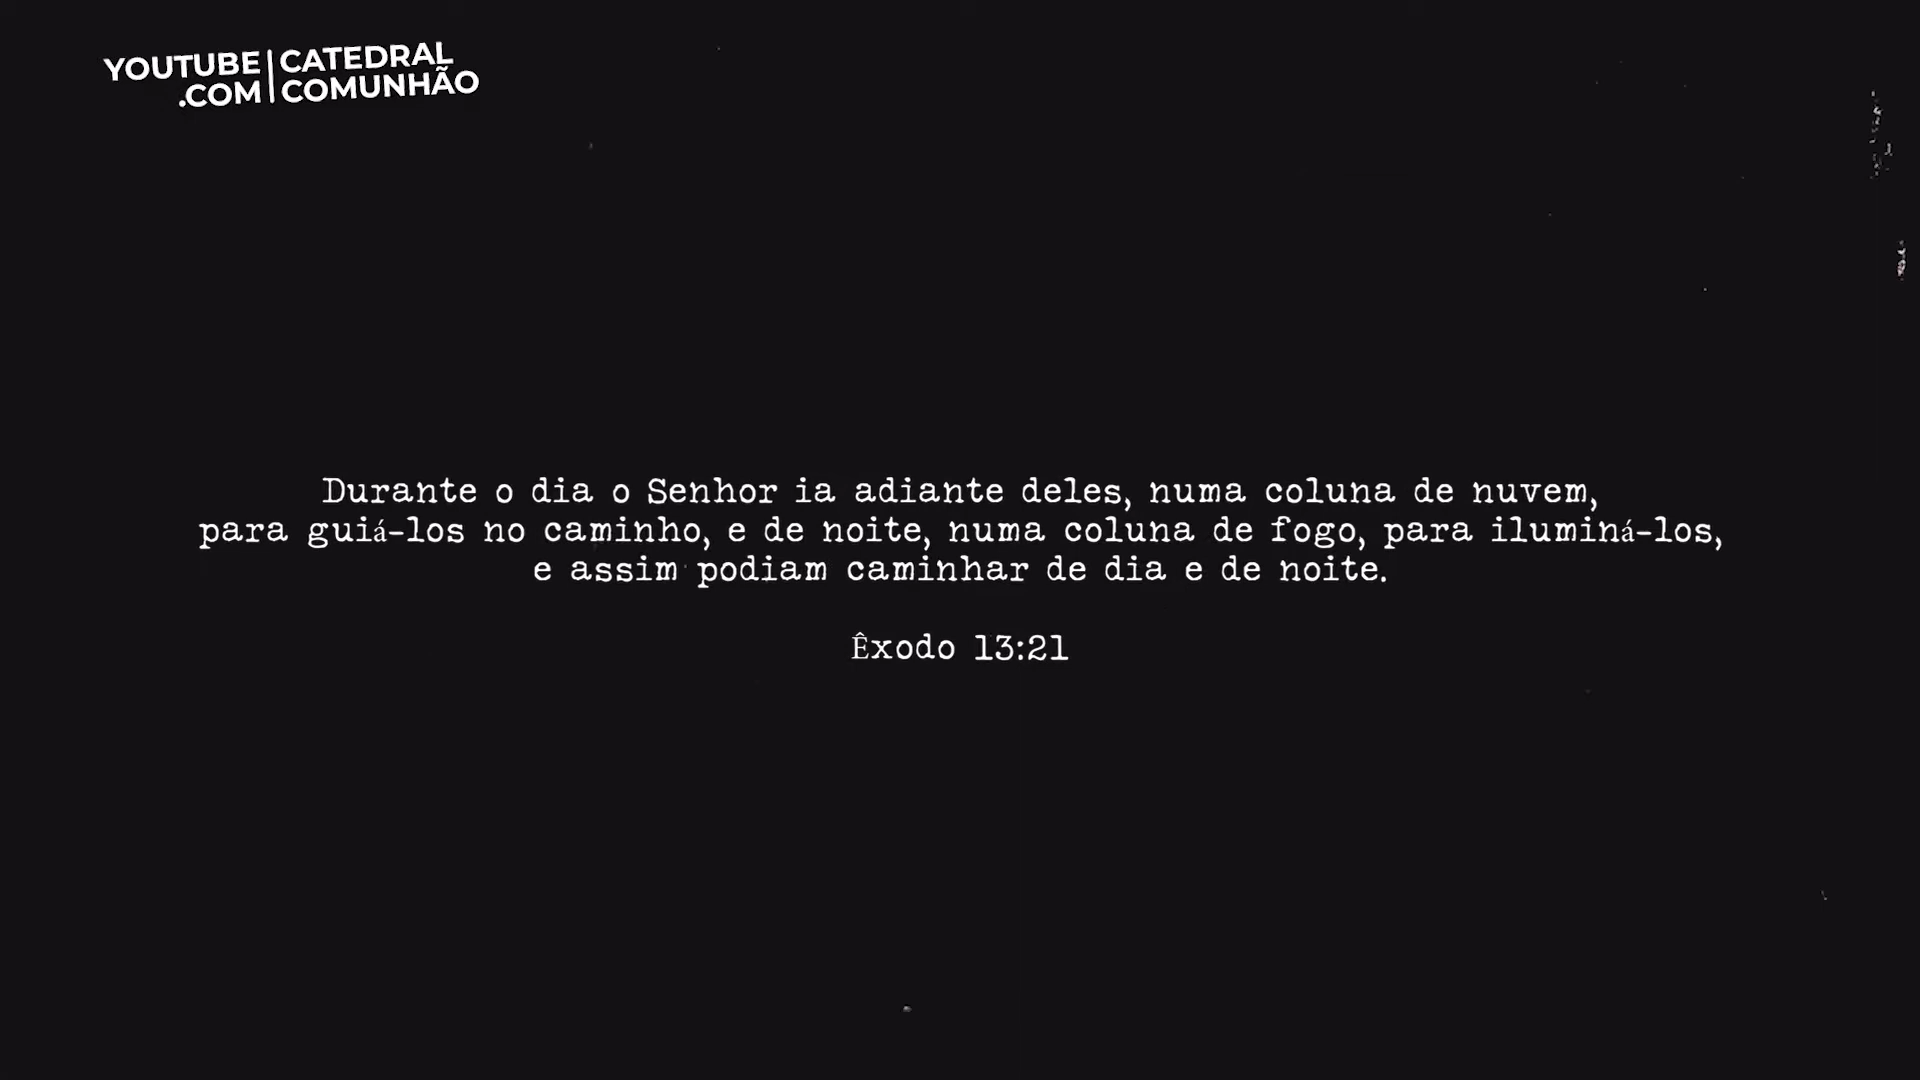 YOUTUBE
.COM
CATEDRAL
COMUNHÃO
Durante o dia o Senhor ia adiante deles, numa coluna de nuvem,
para guiá-los no caminho, e de noite, numa coluna de fogo, para iluminá-los,
e assim podiam caminhar de dia e de noite.
Êxodo 13:21